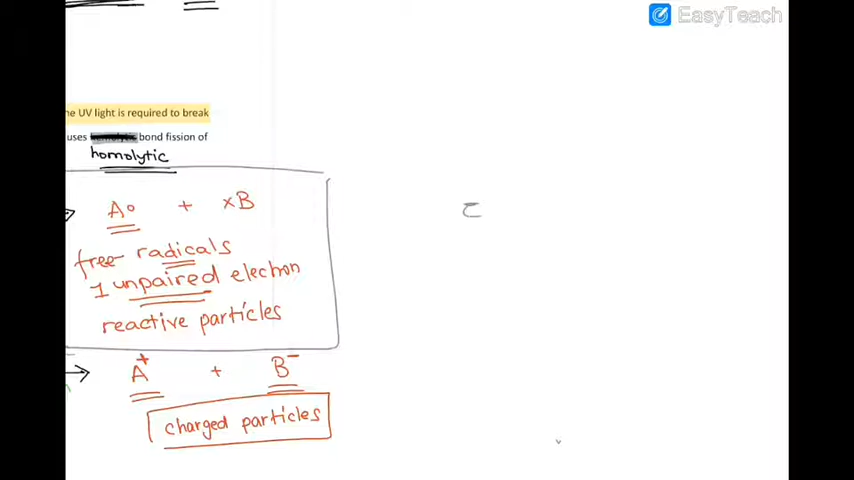 EasyTeach
he UV light is required to break
uses bond fission of
homolytic
A + xB
free radicals
1 unpaired electron
reactive particles
→ A⁺ + B⁻
charged particles